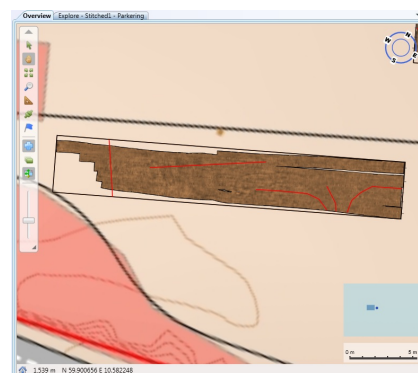 Overview Explore - Stitched1 - Parkering
N
W
E
S
0 m 5 m
1.539 m N 59.900656 E 10.582248